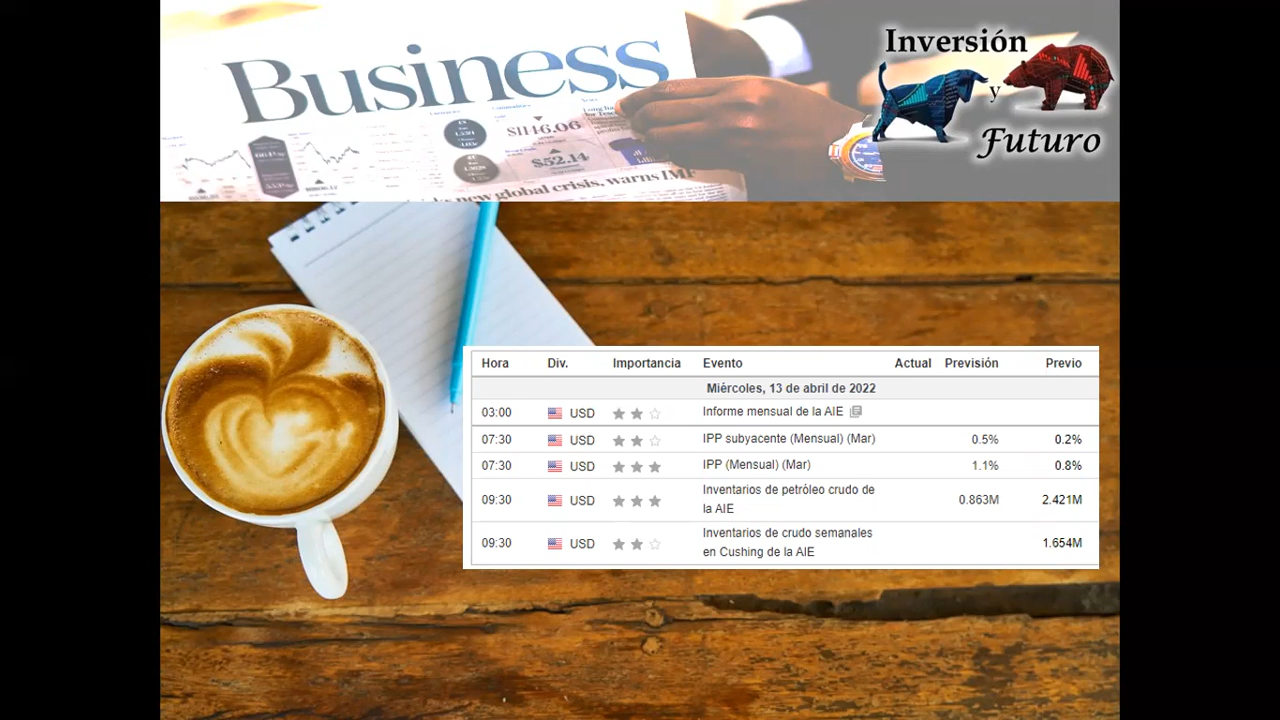 Business
Inversión
y
Futuro
$1146.06
$52.14
new global crisis, warns IMF
Hora Div. Importancia Evento Actual Previsión Previo
Miércoles, 13 de abril de 2022
03:00 USD Informe mensual de la AIE
07:30 USD IPP subyacente (Mensual) (Mar) 0.5% 0.2%
07:30 USD IPP (Mensual) (Mar) 1.1% 0.8%
09:30 USD Inventarios de petróleo crudo de
la AIE 0.863M 2.421M
09:30 USD Inventarios de crudo semanales
en Cushing de la AIE 1.654M